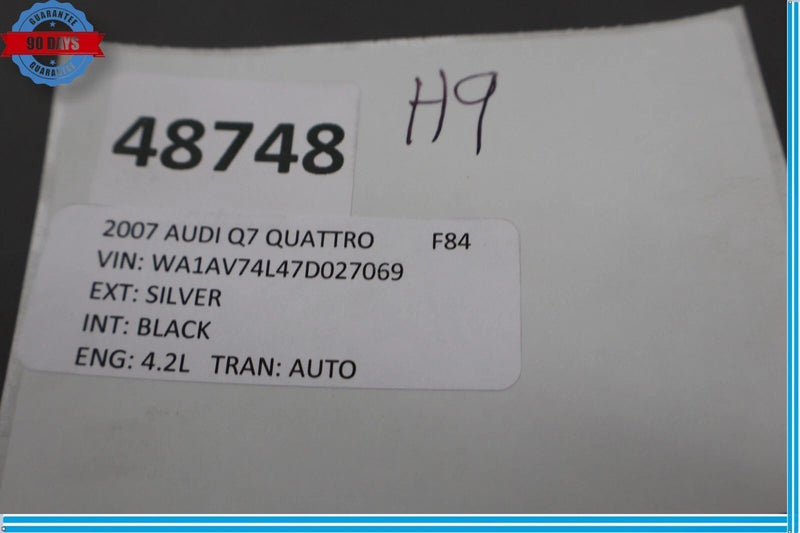 GUARANTEE
90 DAYS
GUARANTEE
H9
48748
2007 AUDI Q7 QUATTRO F84
VIN: WA1AV74L47D027069
EXT: SILVER
INT: BLACK
ENG: 4.2L TRAN: AUTO